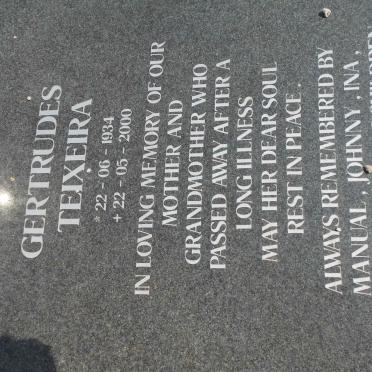 GERTRUDES
TEIXEIRA
* 22 - 06 - 1934
+ 22 - 05 - 2000
IN LOVING MEMORY OF OUR
MOTHER AND
GRANDMOTHER WHO
PASSED AWAY AFTER A
LONG ILLNESS
MAY HER DEAR SOUL
REST IN PEACE .
ALWAYS REMEMBERED BY
MANUAL , JOHNNY , INA ,